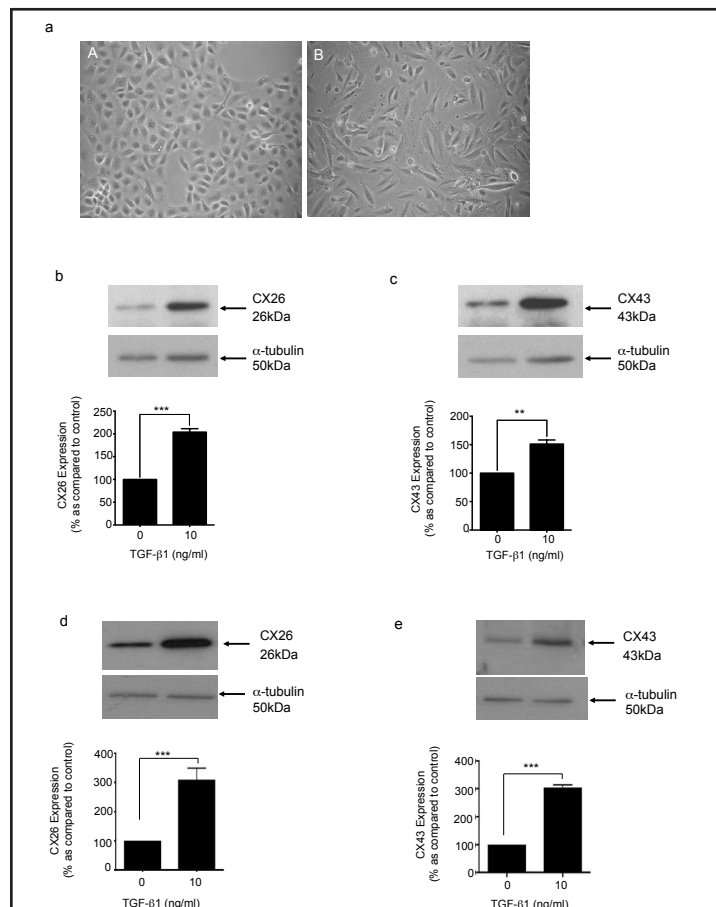 a
A
B
b
CX26
26kDa
α-tubulin
50kDa
CX26 Expression
(% as compared to control)
250
200
150
100
50
0
***
0
10
TGF-β1 (ng/ml)
c
CX43
43kDa
α-tubulin
50kDa
CX43 Expression
(% as compared to control)
200
150
100
50
0
**
0
10
TGF-β1 (ng/ml)
d
CX26
26kDa
α-tubulin
50kDa
CX26 Expression
(% as compared to control)
400
300
200
100
0
***
0
10
TGF-β1 (ng/ml)
e
CX43
43kDa
α-tubulin
50kDa
CX43 Expression
(% as compared to control)
400
300
200
100
0
***
0
10
TGF-β1 (ng/ml)